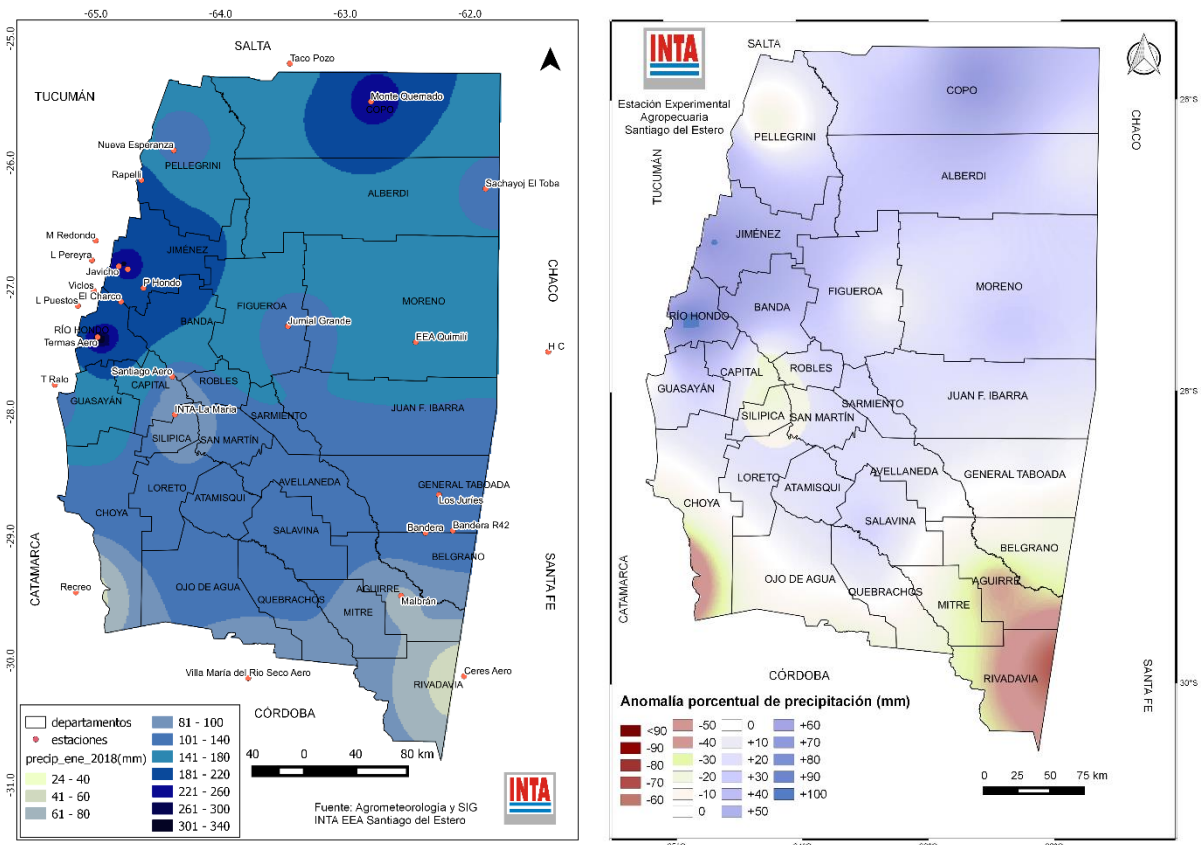 -65.0
-64.0
-63.0
-62.0
-25.0
-26.0
-27.0
-28.0
-29.0
-30.0
-31.0
SALTA
Taco Pozo
TUCUMÁN
Monte Quemado
COPO
Nueva Esperanza
PELLEGRINI
Rapelli
ALBERDI
Sachayoj El Toba
M Redondo
JIMÉNEZ
L Pereyra
Javicho
CHACO
Viclos
P Hondo
L Puestos
El Charco
FIGUEROA
MORENO
BANDA
Jumial Grande
RÍO HONDO
Termas Aero
EEA Quimilí
H C
T Ralo
Santiago Aero
CAPITAL
ROBLES
GUASAYÁN
INTA-La Maria
SARMIENTO
JUAN F. IBARRA
SILIPICA
SAN MARTÍN
LORETO
AVELLANEDA
GENERAL TABOADA
ATAMISQUI
Los Juríes
CHOYA
SALAVINA
Bandera
Bandera R42
CATAMARCA
BELGRANO
SANTA FE
Recreo
OJO DE AGUA
QUEBRACHOS
AGUIRRE
Malbrán
MITRE
Villa María del Rio Seco Aero
Ceres Aero
RIVADAVIA
CÓRDOBA
departamentos
estaciones
precip_ene_2018(mm)
24 - 40
41 - 60
61 - 80
81 - 100
101 - 140
141 - 180
181 - 220
221 - 260
261 - 300
301 - 340
40 0 40 80 km
Fuente: Agrometeorología y SIG
INTA EEA Santiago del Estero
INTA
INTA
Estación Experimental
Agropecuaria
Santiago del Estero
SALTA
COPO
CHACO
PELLEGRINI
TUCUMÁN
ALBERDI
JIMÉNEZ
FIGUEROA
MORENO
BANDA
RÍO HONDO
CAPITAL
ROBLES
GUASAYÁN
SARMIENTO
JUAN F. IBARRA
SILIPICA
SAN MARTÍN
AVELLANEDA
GENERAL TABOADA
LORETO
ATAMISQUI
CHOYA
SALAVINA
BELGRANO
CATAMARCA
OJO DE AGUA
AGUIRRE
QUEBRACHOS
MITRE
SANTA FE
CÓRDOBA
RIVADAVIA
30°S
Anomalía porcentual de precipitación (mm)
<90
-90
-80
-70
-60
-50
-40
-30
-20
-10
0
0
+10
+20
+30
+40
+50
+60
+70
+80
+90
+100
0 25 50 75 km